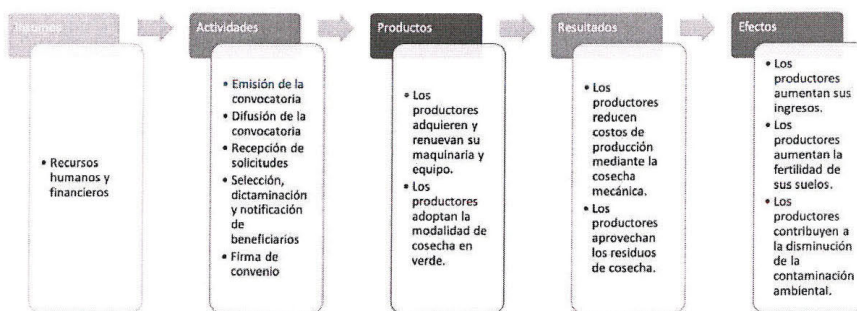 Insumos
• Recursos
humanos y
financieros
Actividades
• Emisión de la
convocatoria
• Difusión de la
convocatoria
• Recepción de
solicitudes
• Selección,
dictaminación
y notificación
de
beneficiarios
• Firma de
convenio
Productos
• Los
productores
adquieren y
renuevan su
maquinaria y
equipo.
• Los
productores
adoptan la
modalidad de
cosecha en
verde.
Resultados
• Los
productores
reducen
costos de
producción
mediante la
cosecha
mecánica.
• Los
productores
aprovechan
los residuos
de cosecha.
Efectos
• Los
productores
aumentan sus
ingresos.
• Los
productores
aumentan la
fertilidad de
sus suelos.
• Los
productores
contribuyen a
la disminución
de la
contaminación
ambiental.